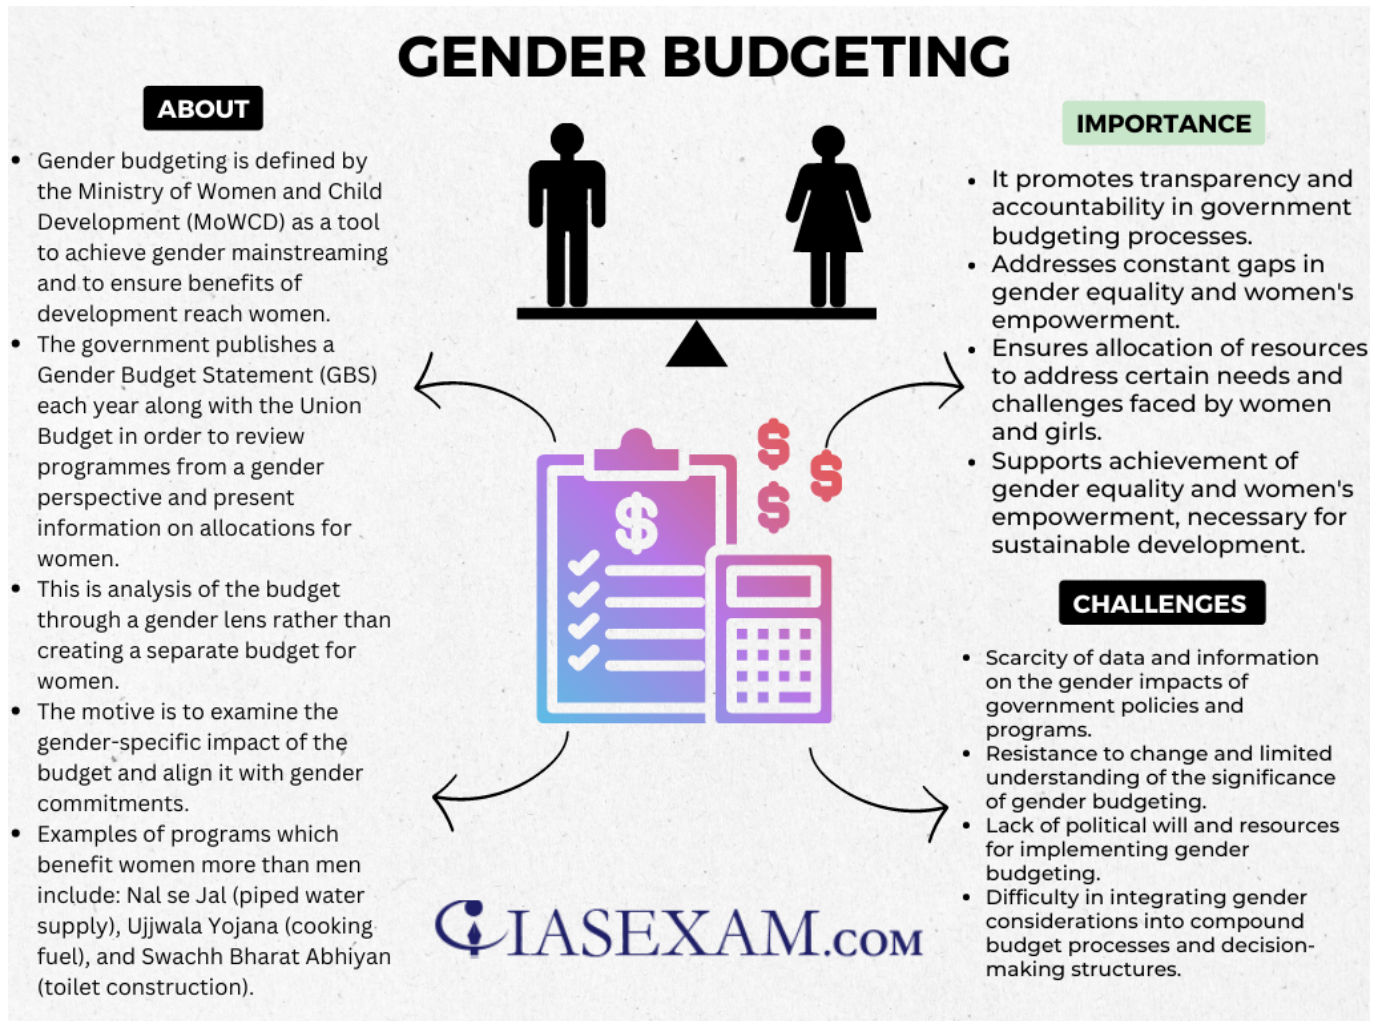 GENDER BUDGETING
ABOUT
• Gender budgeting is defined by
the Ministry of Women and Child
Development (MoWCD) as a tool
to achieve gender mainstreaming
and to ensure benefits of
development reach women.
• The government publishes a
Gender Budget Statement (GBS)
each year along with the Union
Budget in order to review
programmes from a gender
perspective and present
information on allocations for
women.
• This is analysis of the budget
through a gender lens rather than
creating a separate budget for
women.
• The motive is to examine the
gender-specific impact of the
budget and align it with gender
commitments.
• Examples of programs which
benefit women more than men
include: Nal se Jal (piped water
supply), Ujjwala Yojana (cooking
fuel), and Swachh Bharat Abhiyan
(toilet construction).
IMPORTANCE
• It promotes transparency and
accountability in government
budgeting processes.
• Addresses constant gaps in
gender equality and women's
empowerment.
• Ensures allocation of resources
to address certain needs and
challenges faced by women
and girls.
• Supports achievement of
gender equality and women's
empowerment, necessary for
sustainable development.
CHALLENGES
• Scarcity of data and information
on the gender impacts of
government policies and
programs.
• Resistance to change and limited
understanding of the significance
of gender budgeting.
• Lack of political will and resources
for implementing gender
budgeting.
• Difficulty in integrating gender
considerations into compound
budget processes and decision-
making structures.
$
$
$
$
IASEXAM.COM